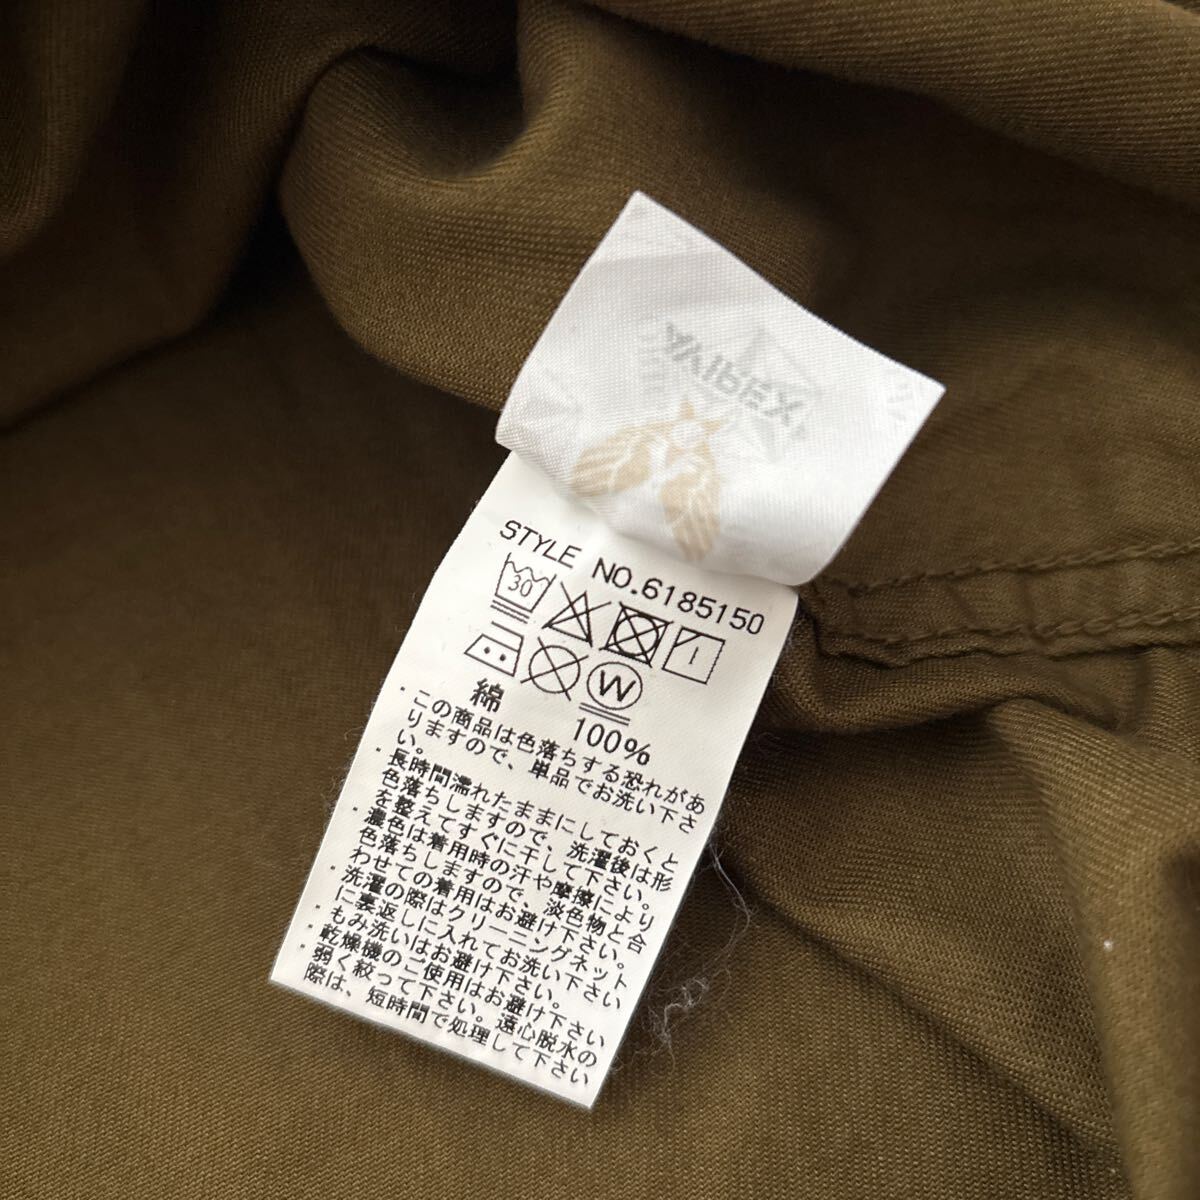 AVIREX
STYLE NO.6185150
30
W
綿 100%
・この商品は色落ちする恐れがあ
りますので、単品でお洗い下さ
い。
・長時間濡れたままにしておくと
色落ちしますので、洗濯後は形
を整えてすぐに干して下さい。
・濃色は着用時の汗や摩擦により
色落ちしますので、淡色物と合
わせての着用はお避け下さい。
・洗濯の際はクリーニングネット
に裏返しに入れてお洗い下さい
・もみ洗いはお避け下さい。
・乾燥機のご使用はお避け下さい
・弱く絞って下さい。遠心脱水の
際は、短時間で処理して下さい